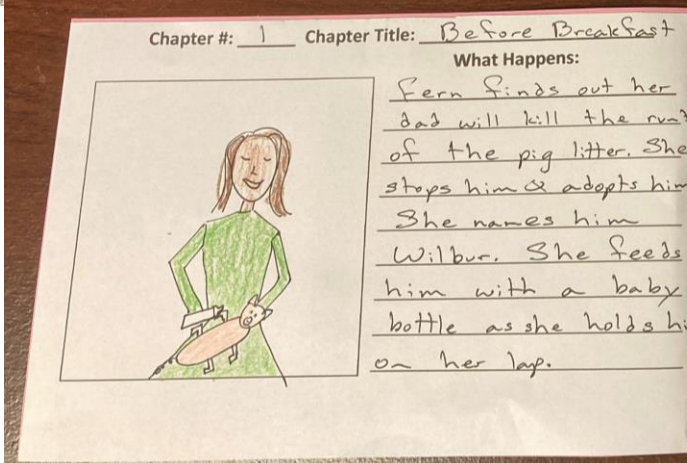 Chapter #: 1 Chapter Title: Before Breakfast
What Happens:
Fern finds out her
dad will kill the runt
of the pig litter. She
stops him & adopts him
She names him
Wilbur. She feeds
him with a baby
bottle as she holds hi
on her lap.